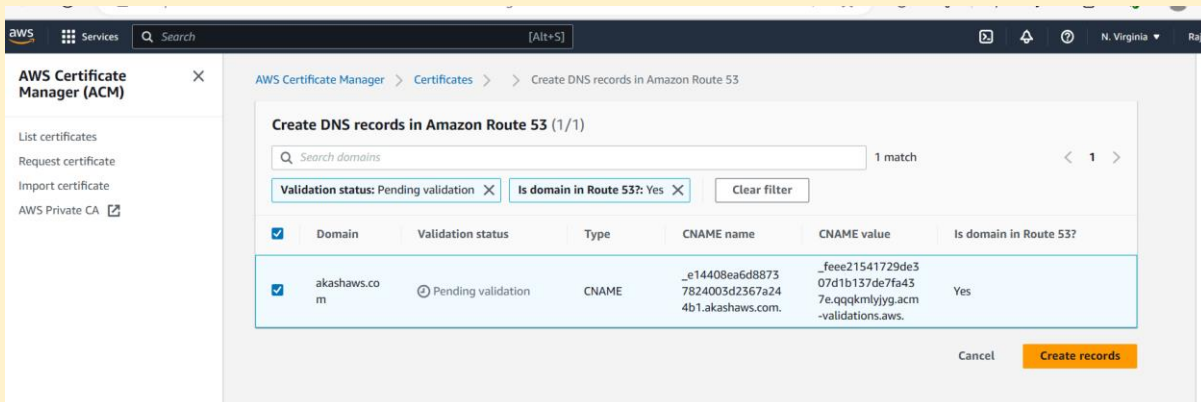 aws Services Search [Alt+S] N. Virginia
AWS Certificate
Manager (ACM)
List certificates
Request certificate
Import certificate
AWS Private CA
AWS Certificate Manager > Certificates > > Create DNS records in Amazon Route 53
Create DNS records in Amazon Route 53 (1/1)
Search domains 1 match 1
Validation status: Pending validation Is domain in Route 53?: Yes Clear filter
Domain Validation status Type CNAME name CNAME value Is domain in Route 53?
akashaws.co
m
Pending validation
CNAME
_e14408ea6d8873
7824003d2367a24
4b1.akashaws.com.
_feee21541729de3
07d1b137de7fa43
7e.qqqkmlyjyg.acm
-validations.aws.
Yes
Cancel Create records